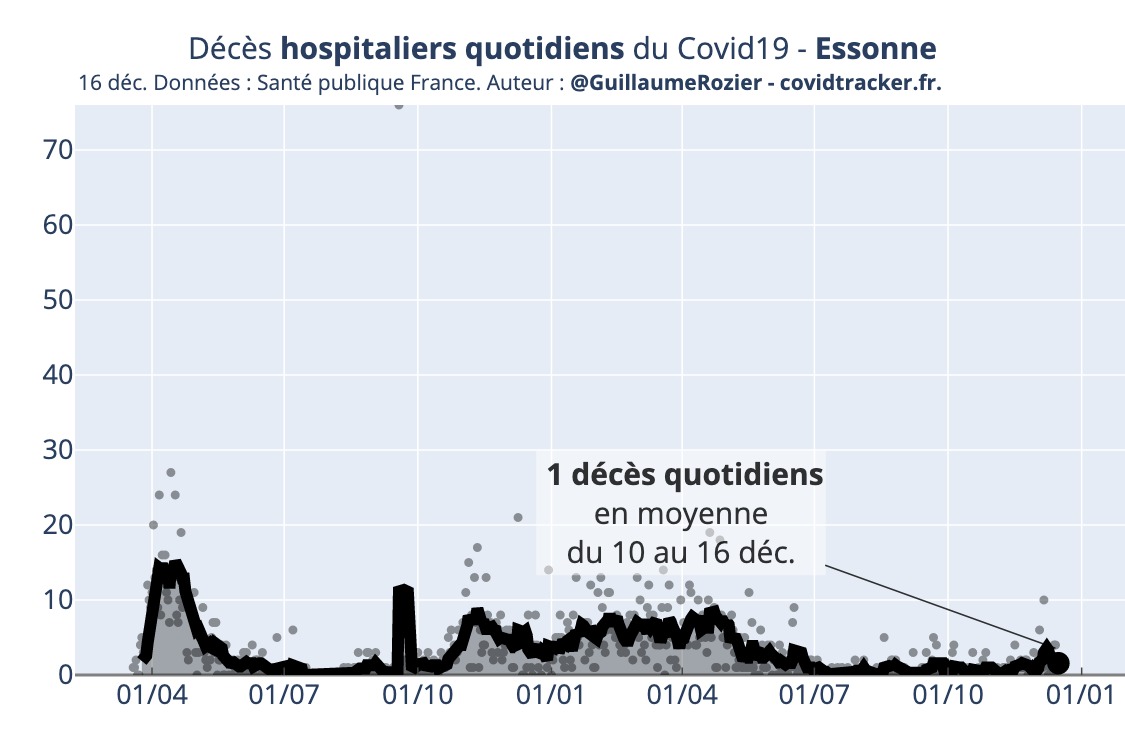 Décès hospitaliers quotidiens du Covid19 - Essonne
16 déc. Données : Santé publique France. Auteur : @GuillaumeRozier - covidtracker.fr.
70
60
50
40
30
1 décès quotidiens
en moyenne
20
du 10 au 16 déc.
10
0
01/04 01/07 01/10 01/01 01/04 01/07 01/10 01/01